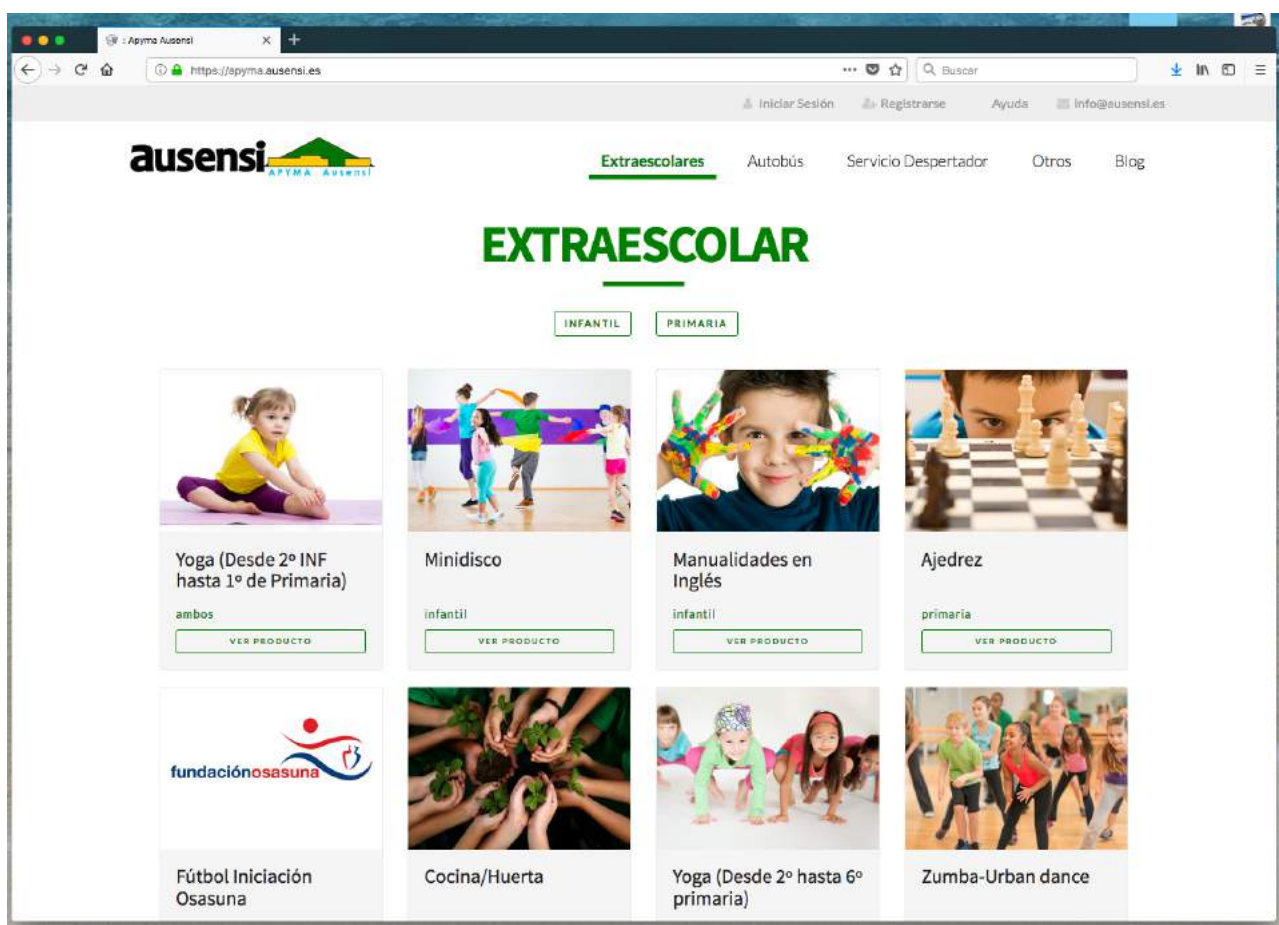 : Apyma Ausensi
https://apyma.ausensi.es
Buscar
Iniciar Sesión
Registrarse
Ayuda
info@ausensi.es
ausensi
APYMA Ausensi
Extraescolares
Autobús
Servicio Despertador
Otros
Blog
EXTRAESCOLAR
INFANTIL
PRIMARIA
Yoga (Desde 2º INF
hasta 1º de Primaria)
ambos
VER PRODUCTO
Minidisco
infantil
VER PRODUCTO
Manualidades en
Inglés
infantil
VER PRODUCTO
Ajedrez
primaria
VER PRODUCTO
fundaciónosasuna
Fútbol Iniciación
Osasuna
Cocina/Huerta
Yoga (Desde 2º hasta 6º
primaria)
Zumba-Urban dance